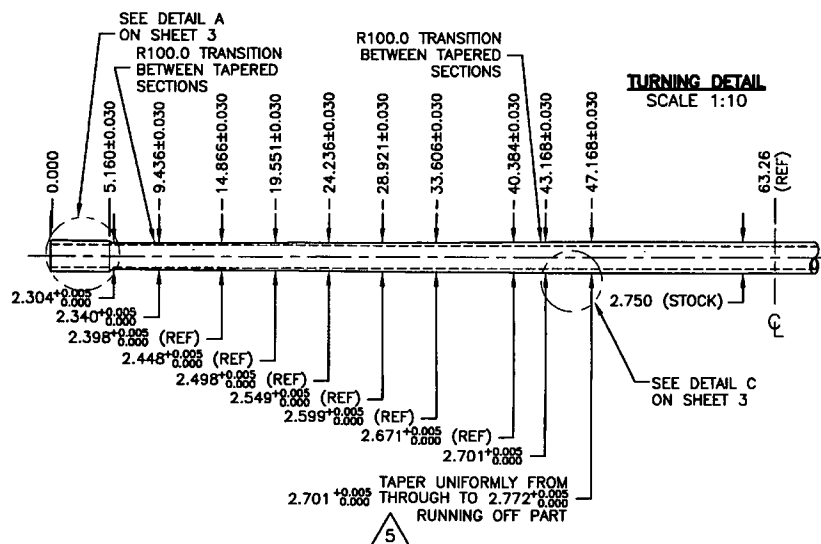 SEE DETAIL A
ON SHEET 3
R100.0 TRANSITION
BETWEEN TAPERED
SECTIONS
R100.0 TRANSITION
BETWEEN TAPERED
SECTIONS
TURNING DETAIL
SCALE 1:10
0.000
5.160±0.030
9.436±0.030
14.866±0.030
19.551±0.030
24.236±0.030
28.921±0.030
33.606±0.030
40.384±0.030
43.168±0.030
47.168±0.030
63.26
(REF)
2.304 +0.005 0.000
2.340 +0.005 0.000
2.398 +0.005 0.000 (REF)
2.448 +0.005 0.000 (REF)
2.498 +0.005 0.000 (REF)
2.549 +0.005 0.000 (REF)
2.599 +0.005 0.000 (REF)
2.671 +0.005 0.000 (REF)
2.701 +0.005 0.000
2.750 (STOCK)
℄
SEE DETAIL C
ON SHEET 3
TAPER UNIFORMLY FROM
2.701 +0.005 0.000 THROUGH TO 2.772 +0.005 0.000
RUNNING OFF PART
5